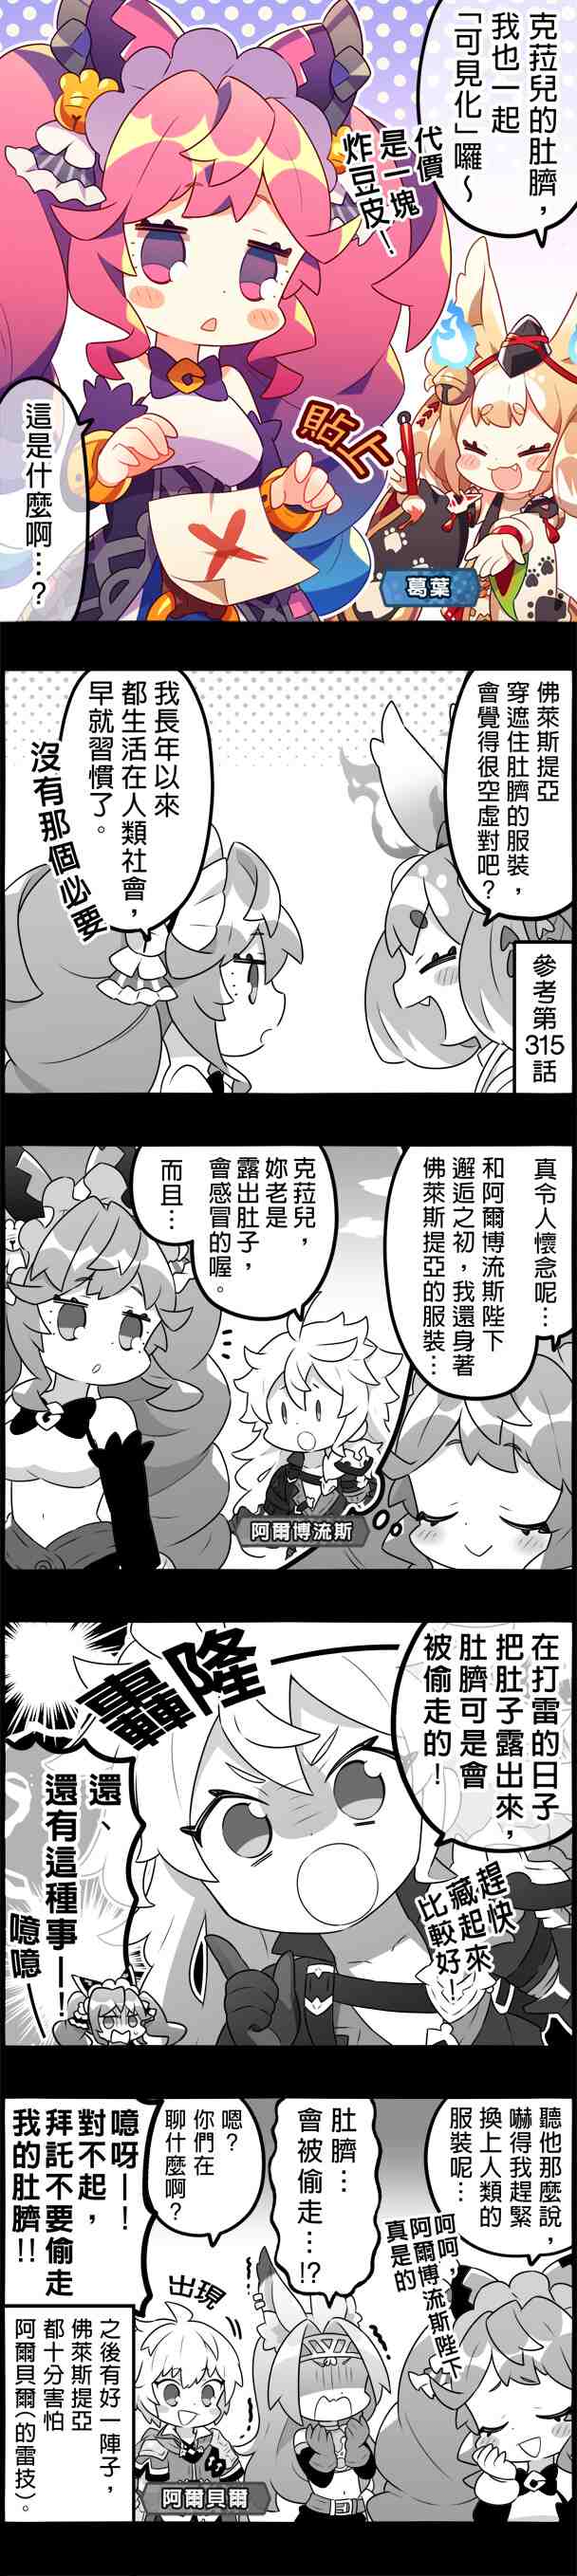 克菈兒的肚臍，
我也一起
「可見化」囉～
代價
是一塊
炸豆皮！
貼上
這是什麼啊…？
葛葉
佛萊斯提亞
穿遮住肚臍的服裝，
會覺得很空虛對吧？
參考第
315
話
我長年以來
都生活在人類社會，
早就習慣了。
沒有那個必要
真令人懷念呢…
和阿爾博流斯陛下
邂逅之初，我還身著
佛萊斯提亞的服裝…
克菈兒，
妳老是
露出肚子，
會感冒的喔。
而且…
阿爾博流斯
在打雷的日子
把肚子露出來，
肚臍可是會
被偷走的！
趕快
藏起來
比較好！
轟隆
還、
還有這種事─！
噫噫─
聽他那麼說，
嚇得我趕緊
換上人類的
服裝呢…
呵呵，
阿爾博流斯陛下
真是的
肚臍…
會被偷走…!?
嗯？
你們在
聊什麼啊？
出現
噫呀─！
對不起，
拜託不要偷走
我的肚臍!!
阿爾貝爾
之後有好一陣子，
佛萊斯提亞
都十分害怕
阿爾貝爾(的雷技)。